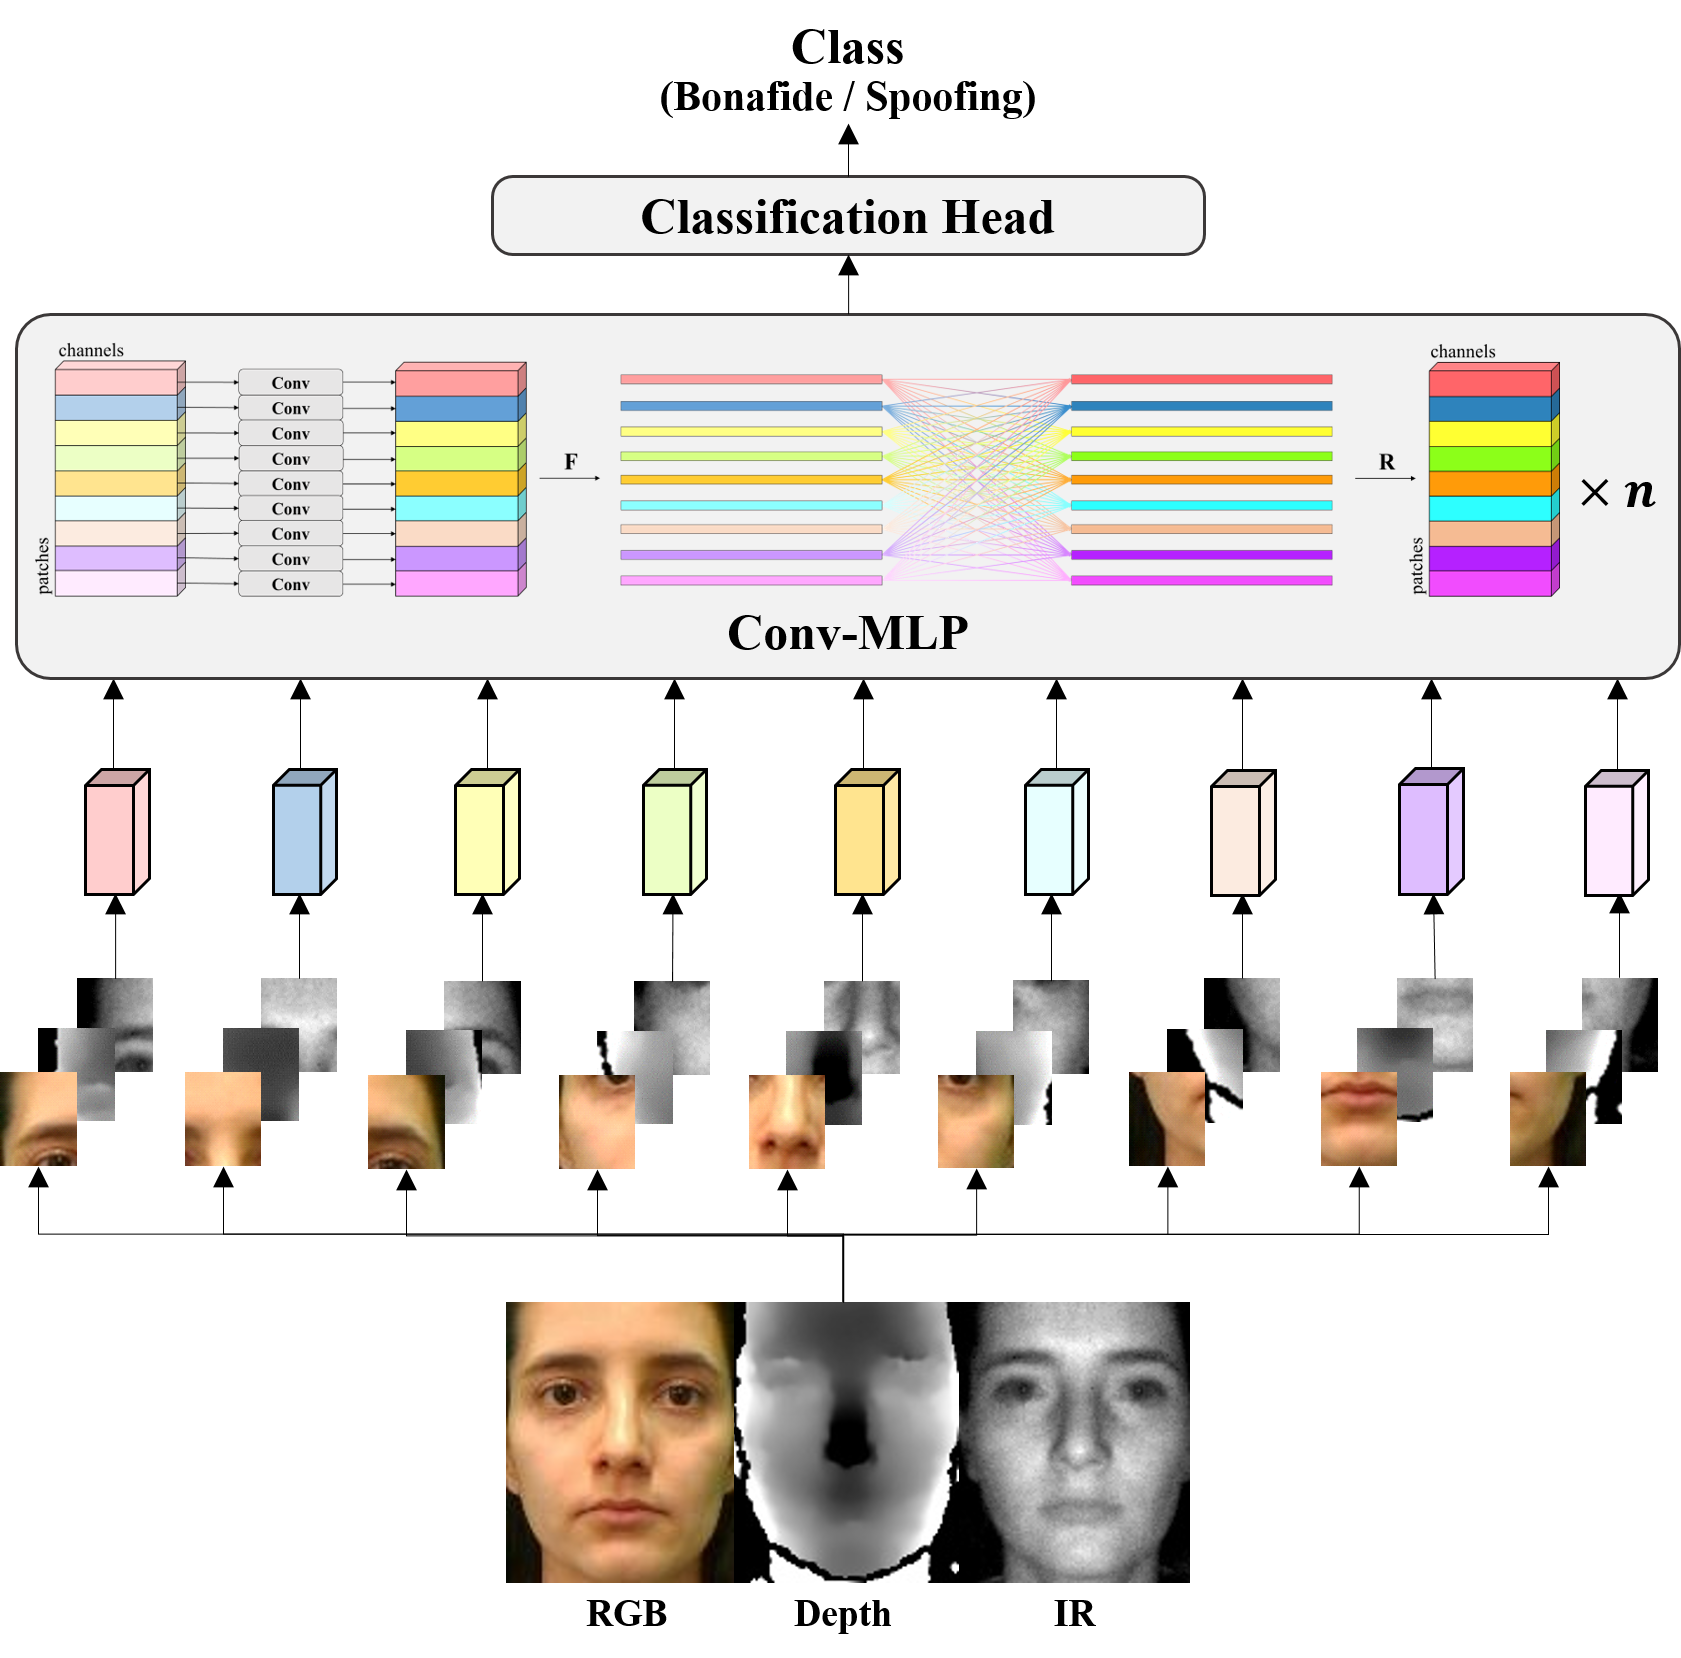 Class
(Bonafide / Spoofing)
Classification Head
channels
patches
Conv
Conv
Conv
Conv
Conv
Conv
Conv
Conv
Conv
F
R
channels
patches
× n
Conv-MLP
RGB
Depth
IR